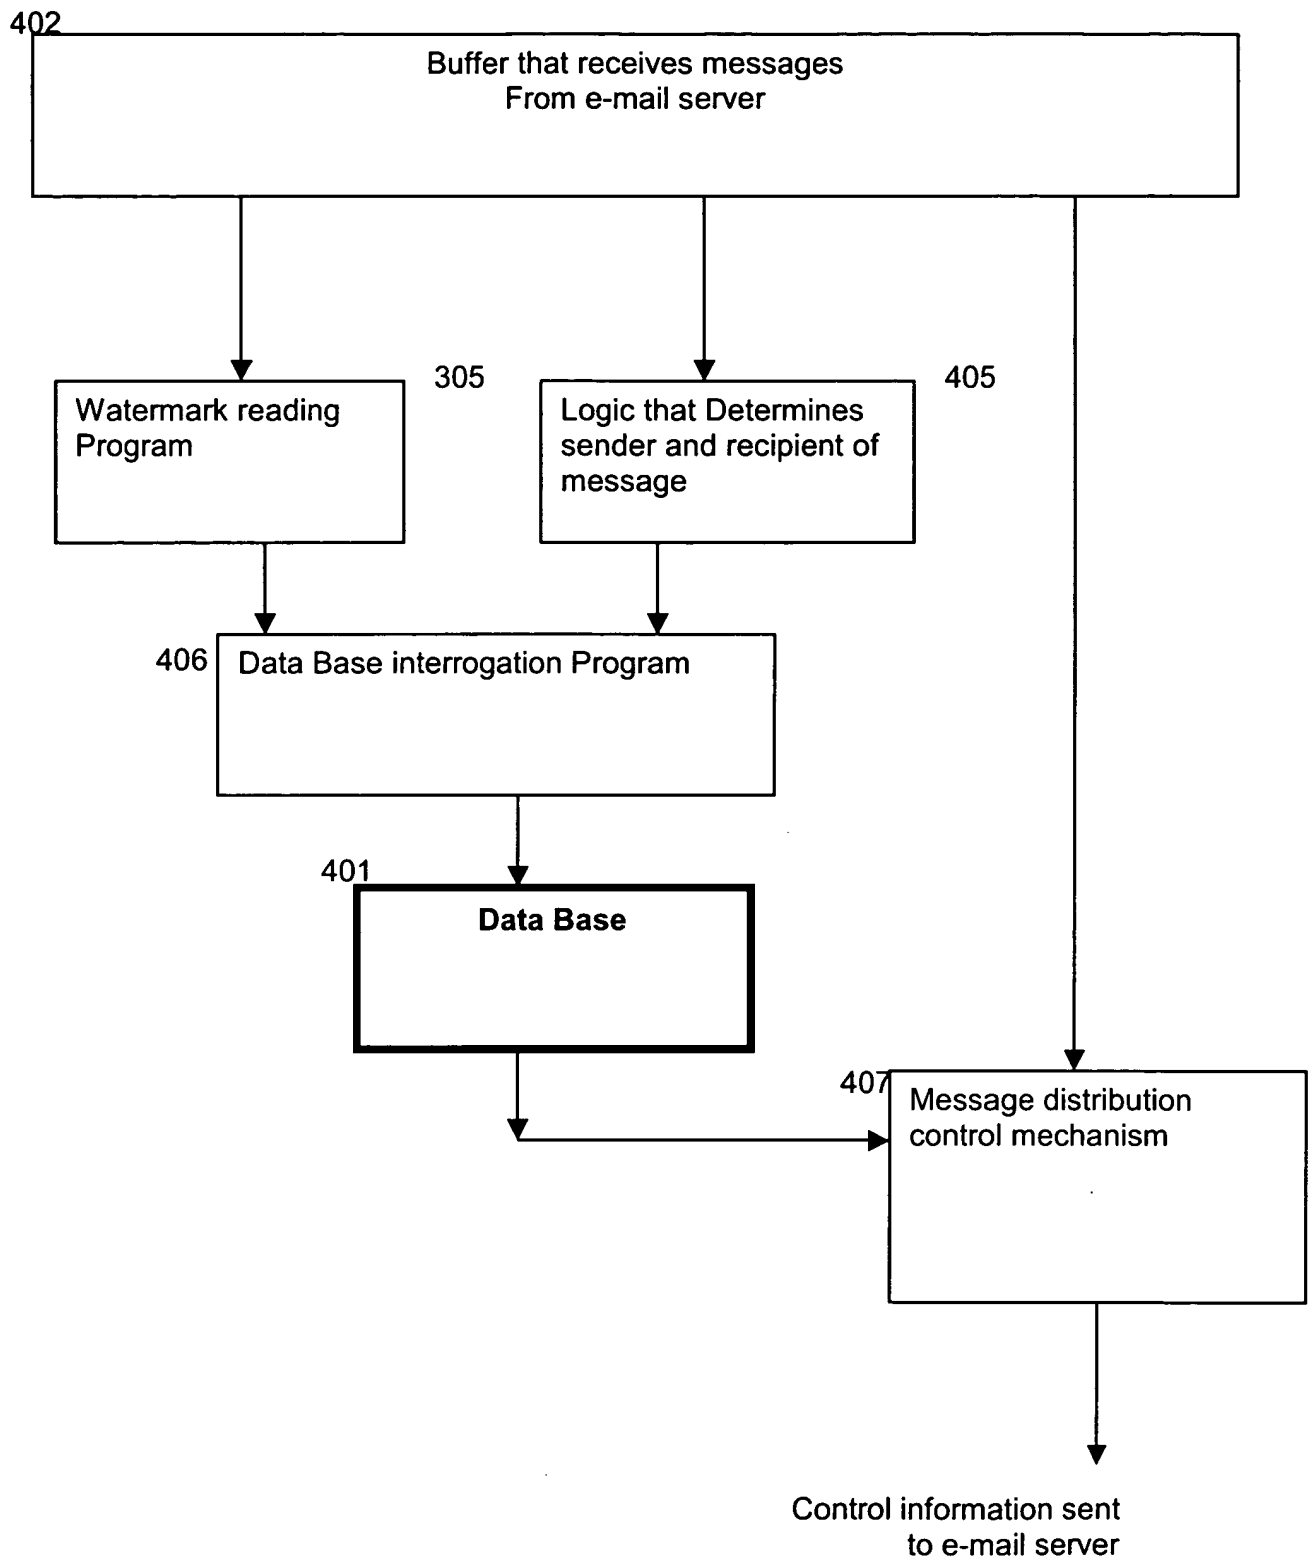 402
Buffer that receives messages
From e-mail server
305
405
Watermark reading
Program
Logic that Determines
sender and recipient of
message
406
Data Base interrogation Program
401
Data Base
407
Message distribution
control mechanism
Control information sent
to e-mail server